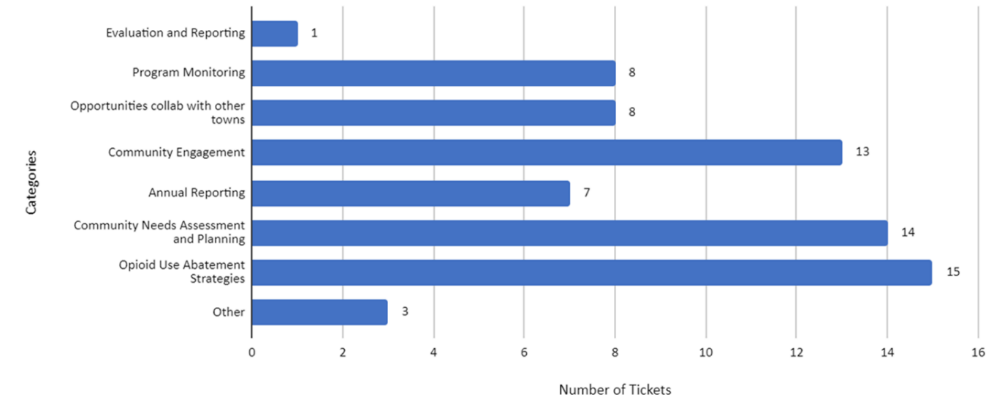 Evaluation and Reporting
1
Program Monitoring
8
Opportunities collab with other
towns
8
Community Engagement
13
Annual Reporting
7
Community Needs Assessment
and Planning
14
Opioid Use Abatement
Strategies
15
Other
3
Categories
0 2 4 6 8 10 12 14 16
Number of Tickets